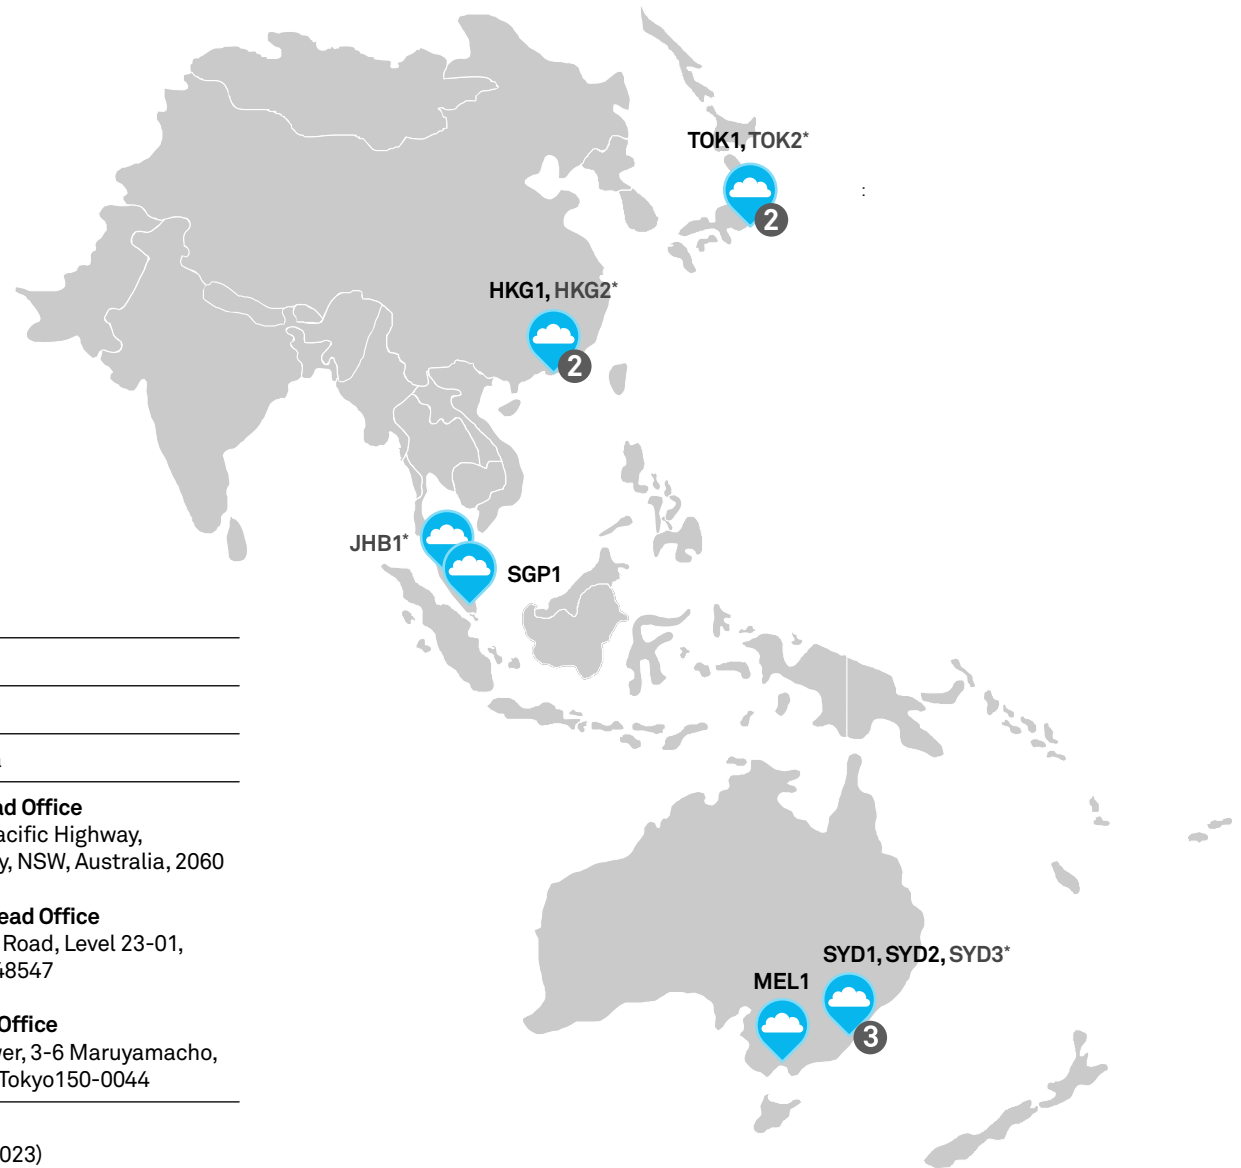 TOK1, TOK2*
:
2
HKG1, HKG2*
2
JHB1*
SGP1
ad Office
acific Highway,
y, NSW, Australia, 2060
ead Office
Road, Level 23-01,
48547
Office
er, 3-6 Maruyamacho,
Tokyo150-0044
023)
SYD1, SYD2, SYD3*
MEL1
3